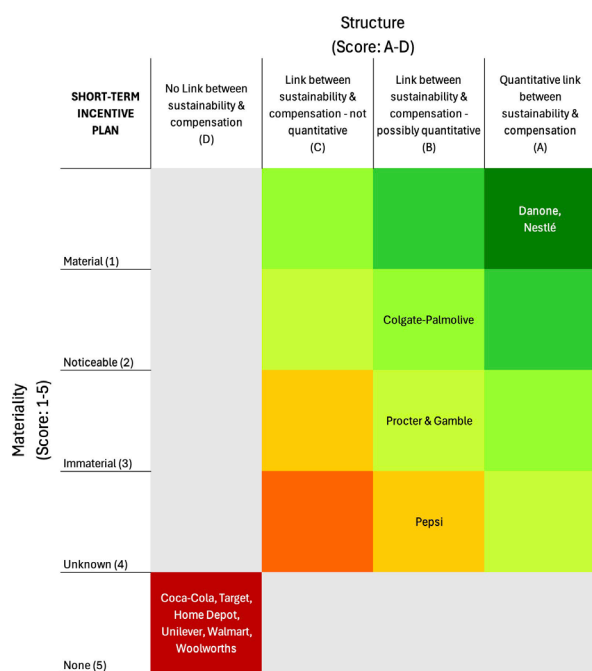 Structure
(Score: A-D)
SHORT-TERM
INCENTIVE
PLAN
No Link between
sustainability &
compensation
(D)
Link between
sustainability &
compensation - not
quantitative
(C)
Link between
sustainability &
compensation -
possibly quantitative
(B)
Quantitative link
between
sustainability &
compensation
(A)
Materiality
(Score: 1-5)
Material (1)
Danone,
Nestlé
Noticeable (2)
Colgate-Palmolive
Immaterial (3)
Procter & Gamble
Unknown (4)
Pepsi
None (5)
Coca-Cola, Target,
Home Depot,
Unilever, Walmart,
Woolworths